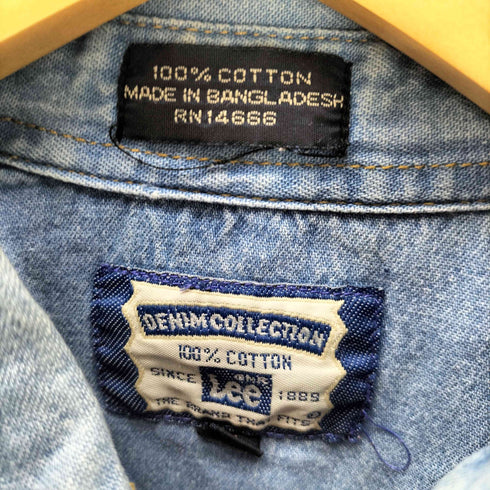 100% COTTON
MADE IN BANGLADESH
RN14666
DENIM COLLECTION
100% COTTON
SINCE Lee 1889
THE BRAND THAT FITS
®